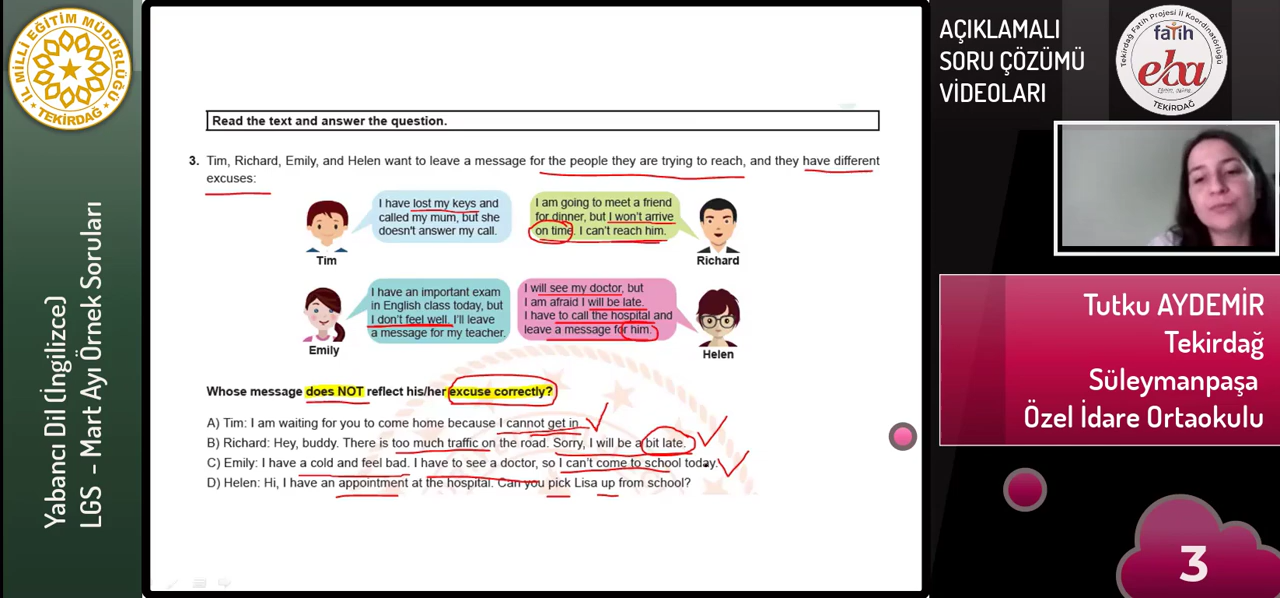 İL MİLLİ EĞİTİM MÜDÜRLÜĞÜ
TEKİRDAĞ
Yabancı Dil (İngilizce)
LGS - Mart Ayı Örnek Soruları
Read the text and answer the question.
3. Tim, Richard, Emily, and Helen want to leave a message for the people they are trying to reach, and they have different
excuses:
I have lost my keys and
called my mum, but she
doesn't answer my call.
Tim
I am going to meet a friend
for dinner, but I won't arrive
on time. I can't reach him.
Richard
I have an important exam
in English class today, but
I don't feel well. I'll leave
a message for my teacher.
Emily
I will see my doctor, but
I am afraid I will be late.
I have to call the hospital and
leave a message for him.
Helen
Whose message does NOT reflect his/her excuse correctly?
A) Tim: I am waiting for you to come home because I cannot get in.
B) Richard: Hey, buddy. There is too much traffic on the road. Sorry, I will be a bit late.
C) Emily: I have a cold and feel bad. I have to see a doctor, so I can't come to school today.
D) Helen: Hi, I have an appointment at the hospital. Can you pick Lisa up from school?
AÇIKLAMALI
SORU ÇÖZÜMÜ
VİDEOLARI
Tekirdağ Fatih Projesi İl Koordinatörlüğü
fatih
eba
TEKİRDAĞ
Tutku AYDEMİR
Tekirdağ
Süleymanpaşa
Özel İdare Ortaokulu
3